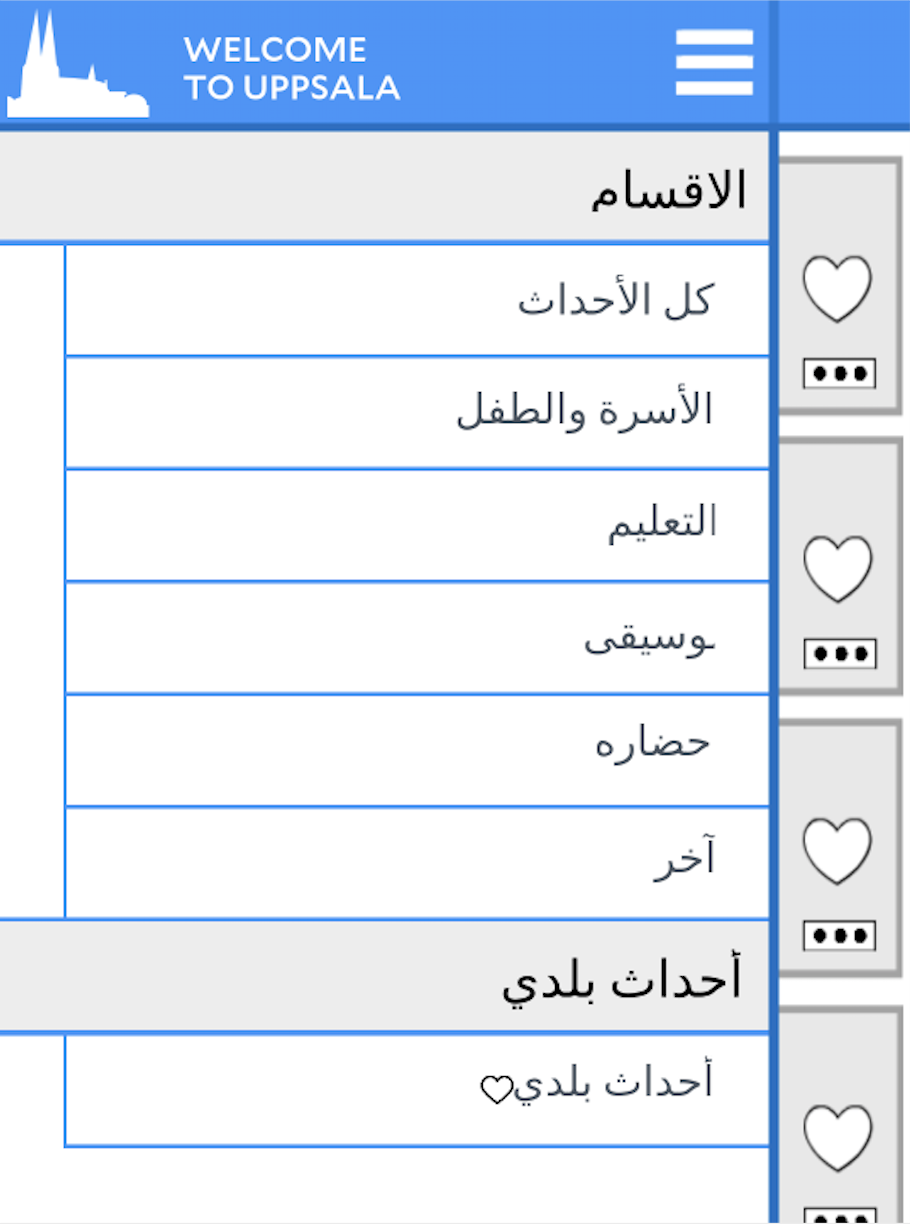 WELCOME
TO UPPSALA
الاقسام
كل الأحداث
الأسرة والطفل
التعليم
ـوسيقى
حضاره
آخر
أحداث بلدي
أحداث بلدي